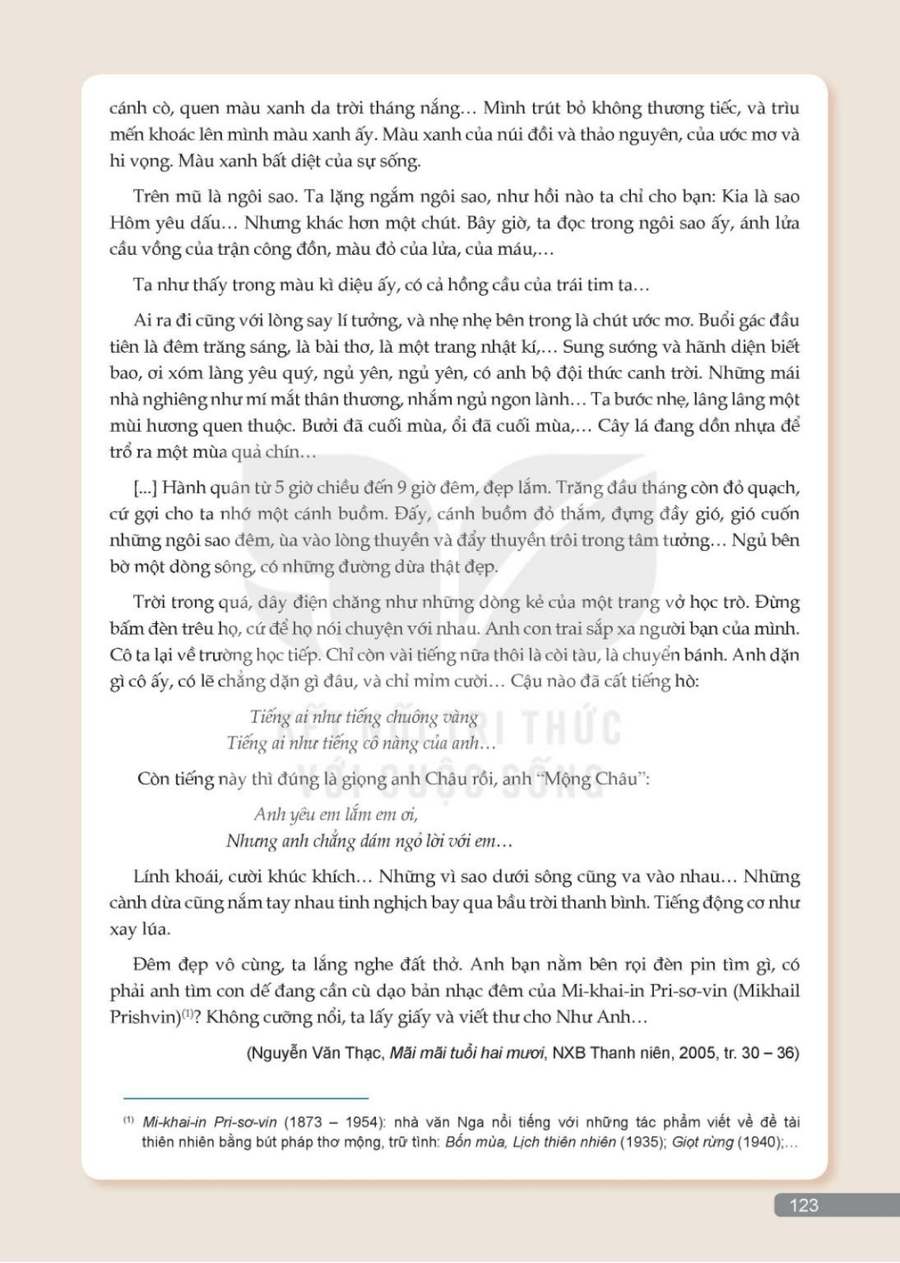 cánh cò, quen màu xanh da trời tháng nắng… Mình trút bỏ không thương tiếc, và trìu
mến khoác lên mình màu xanh ấy. Màu xanh của núi đồi và thảo nguyên, của ước mơ và
hi vọng. Màu xanh bất diệt của sự sống.
Trên mũ là ngôi sao. Ta lặng ngắm ngôi sao, như hồi nào ta chỉ cho bạn: Kia là sao
Hôm yêu dấu… Nhưng khác hơn một chút. Bây giờ, ta đọc trong ngôi sao ấy, ánh lửa
cầu vồng của trận công đồn, màu đỏ của lửa, của máu,…
Ta như thấy trong màu kì diệu ấy, có cả hồng cầu của trái tim ta…
Ai ra đi cũng với lòng say lí tưởng, và nhẹ nhẹ bên trong là chút ước mơ. Buổi gác đầu
tiên là đêm trăng sáng, là bài thơ, là một trang nhật kí,… Sung sướng và hãnh diện biết
bao, ơi xóm làng yêu quý, ngủ yên, ngủ yên, có anh bộ đội thức canh trời. Những mái
nhà nghiêng như mí mắt thân thương, nhắm ngủ ngon lành… Ta bước nhẹ, lâng lâng một
mùi hương quen thuộc. Bưởi đã cuối mùa, ổi đã cuối mùa,… Cây lá đang dồn nhựa để
trổ ra một mùa quả chín…
[...] Hành quân từ 5 giờ chiều đến 9 giờ đêm, đẹp lắm. Trăng đầu tháng còn đỏ quạch,
cứ gợi cho ta nhớ một cánh buồm. Đấy, cánh buồm đỏ thắm, đựng đầy gió, gió cuốn
những ngôi sao đêm, ùa vào lòng thuyền và đẩy thuyền trôi trong tâm tưởng… Ngủ bên
bờ một dòng sông, có những đường dừa thật đẹp.
Trời trong quá, dây điện chăng như những dòng kẻ của một trang vở học trò. Đừng
bấm đèn trêu họ, cứ để họ nói chuyện với nhau. Anh con trai sắp xa người bạn của mình.
Cô ta lại về trường học tiếp. Chỉ còn vài tiếng nữa thôi là còi tàu, là chuyển bánh. Anh dặn
gì cô ấy, có lẽ chẳng dặn gì đâu, và chỉ mỉm cười… Cậu nào đã cất tiếng hò:
Tiếng ai như tiếng chuông vàng
Tiếng ai như tiếng cô nàng của anh…
KẾT NỐI TRI THỨC
VỚI CUỘC SỐNG
Còn tiếng này thì đúng là giọng anh Châu rồi, anh “Mộng Châu”:
Anh yêu em lắm em ơi,
Nhưng anh chẳng dám ngỏ lời với em…
Lính khoái, cười khúc khích… Những vì sao dưới sông cũng va vào nhau… Những
cành dừa cũng nắm tay nhau tinh nghịch bay qua bầu trời thanh bình. Tiếng động cơ như
xay lúa.
Đêm đẹp vô cùng, ta lắng nghe đất thở. Anh bạn nằm bên rọi đèn pin tìm gì, có
phải anh tìm con dế đang cần cù dạo bản nhạc đêm của Mi-khai-in Pri-sơ-vin (Mikhail
Prishvin)⁽¹⁾? Không cưỡng nổi, ta lấy giấy và viết thư cho Như Anh…
(Nguyễn Văn Thạc, Mãi mãi tuổi hai mươi, NXB Thanh niên, 2005, tr. 30 – 36)
⁽¹⁾ Mi-khai-in Pri-sơ-vin (1873 – 1954): nhà văn Nga nổi tiếng với những tác phẩm viết về đề tài
thiên nhiên bằng bút pháp thơ mộng, trữ tình: Bốn mùa, Lịch thiên nhiên (1935); Giọt rừng (1940);…
123